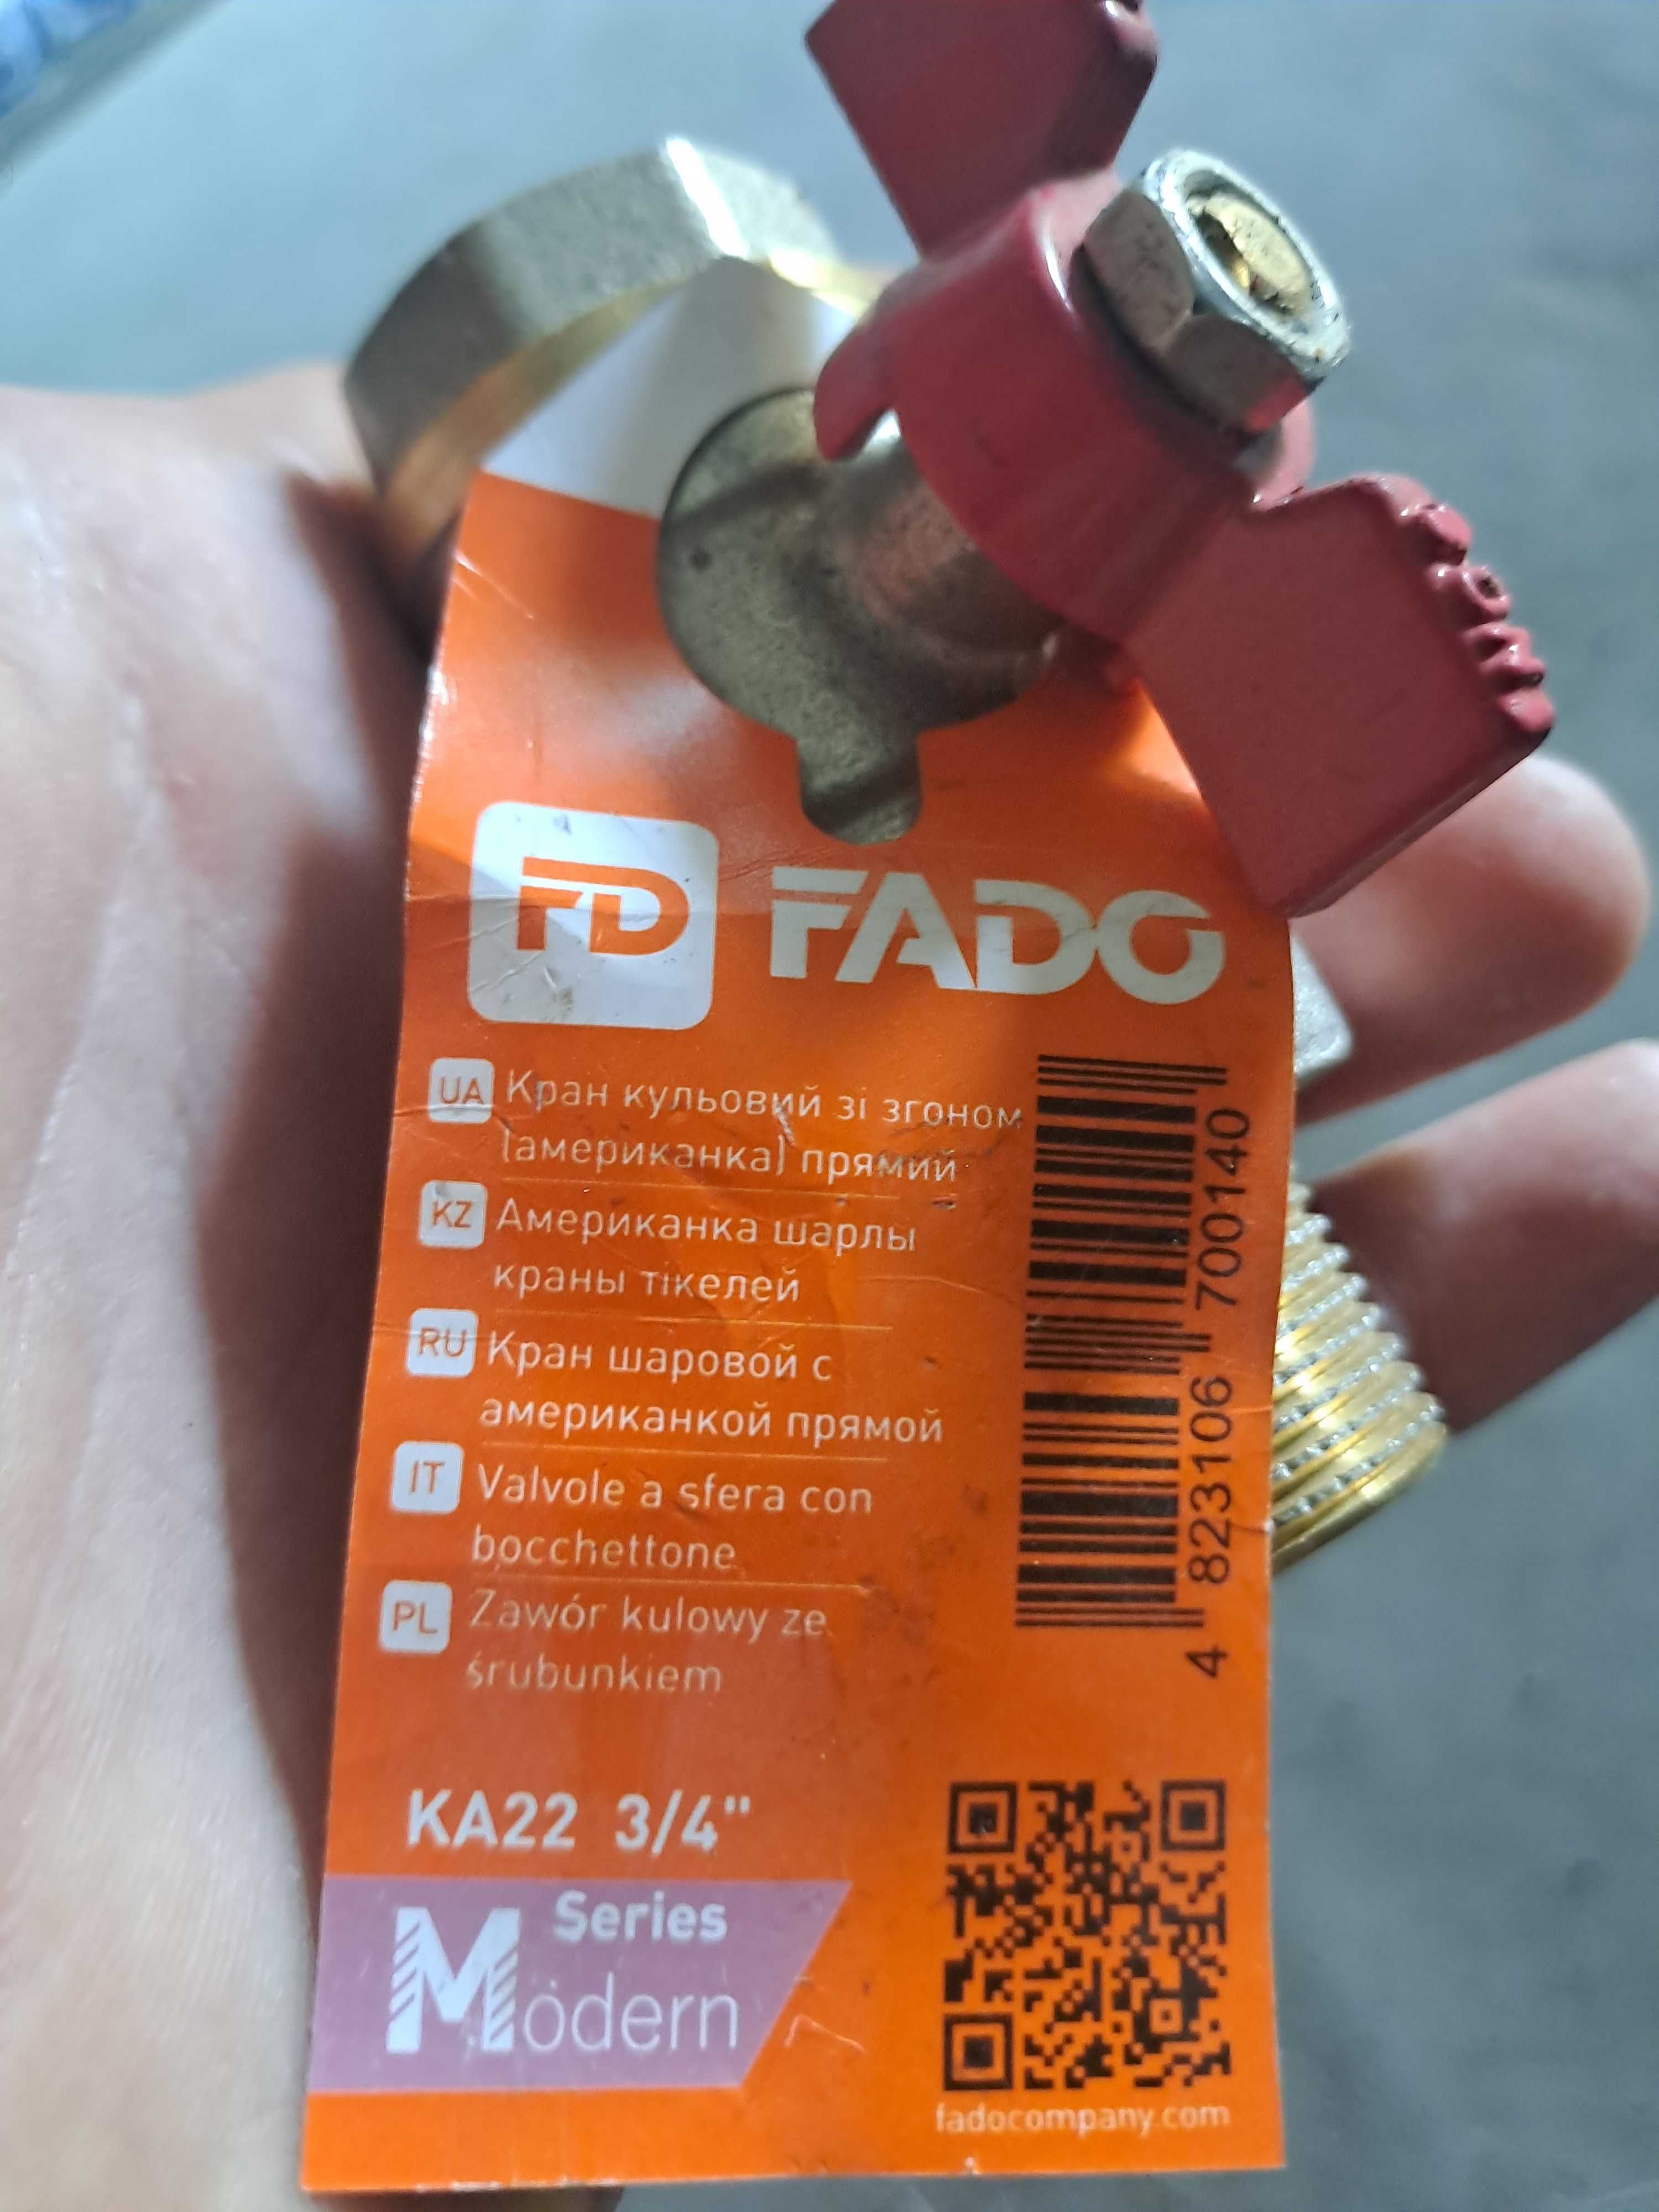 FD FADO
UA Кран кульовий зі згоном
(американка) прямий
KZ Американка шарлы
краны тікелей
RU Кран шаровой с
американкой прямой
IT Valvole a sfera con
bocchettone
PL Zawór kulowy ze
śrubunkiem
4 823106 700140
KA22 3/4"
Series
Modern
fadocompany.com